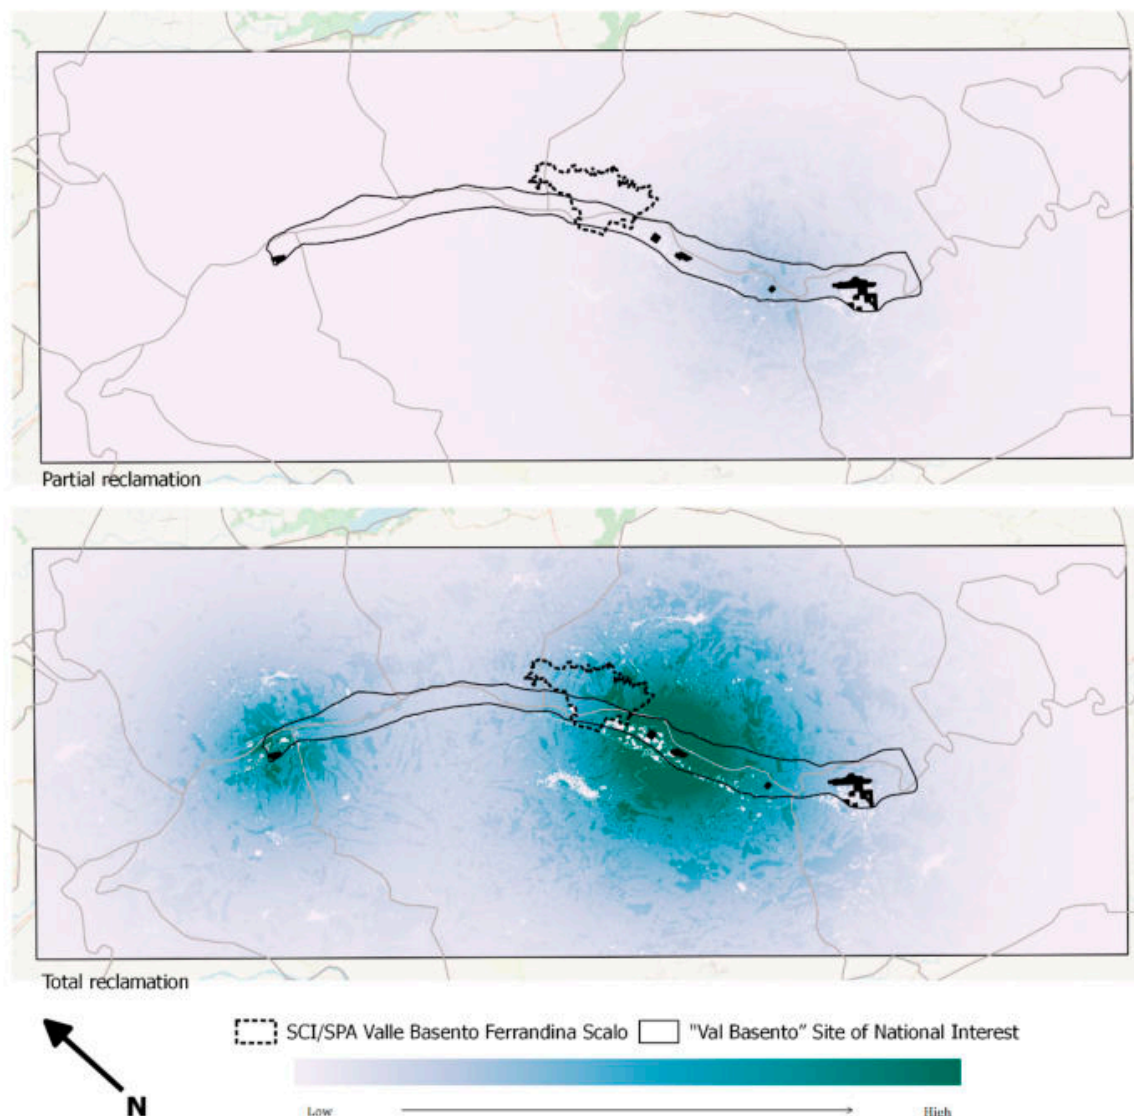 Partial reclamation
Total reclamation
SCI/SPA Valle Basento Ferrandina Scalo
"Val Basento” Site of National Interest
N
Low
High